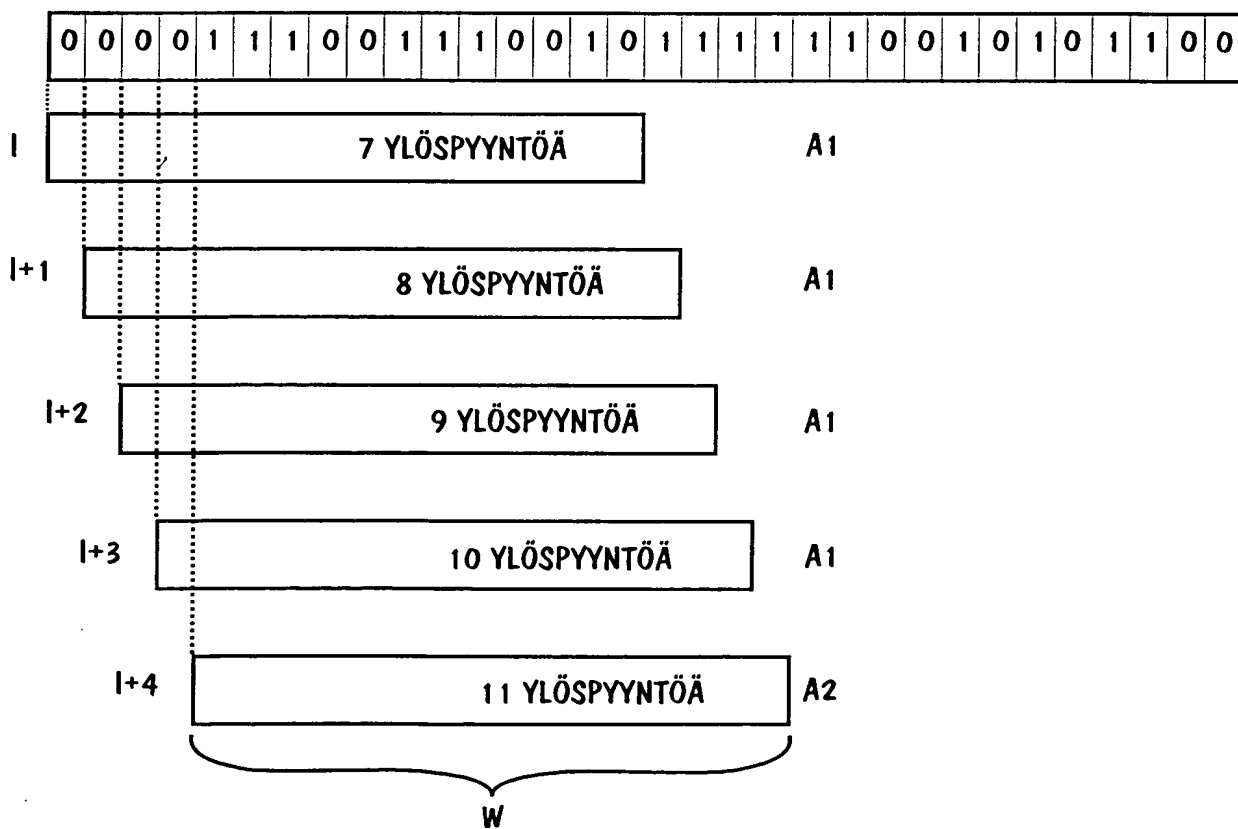 0 0 0 0 1 1 1 0 0 1 1 1 0 0 1 0 1 1 1 1 1 1 0 0 1 0 1 0 1 1 0 0
I 7 YLÖSPYYNTÖÄ A1
I+1 8 YLÖSPYYNTÖÄ A1
I+2 9 YLÖSPYYNTÖÄ A1
I+3 10 YLÖSPYYNTÖÄ A1
I+4 11 YLÖSPYYNTÖÄ A2
W